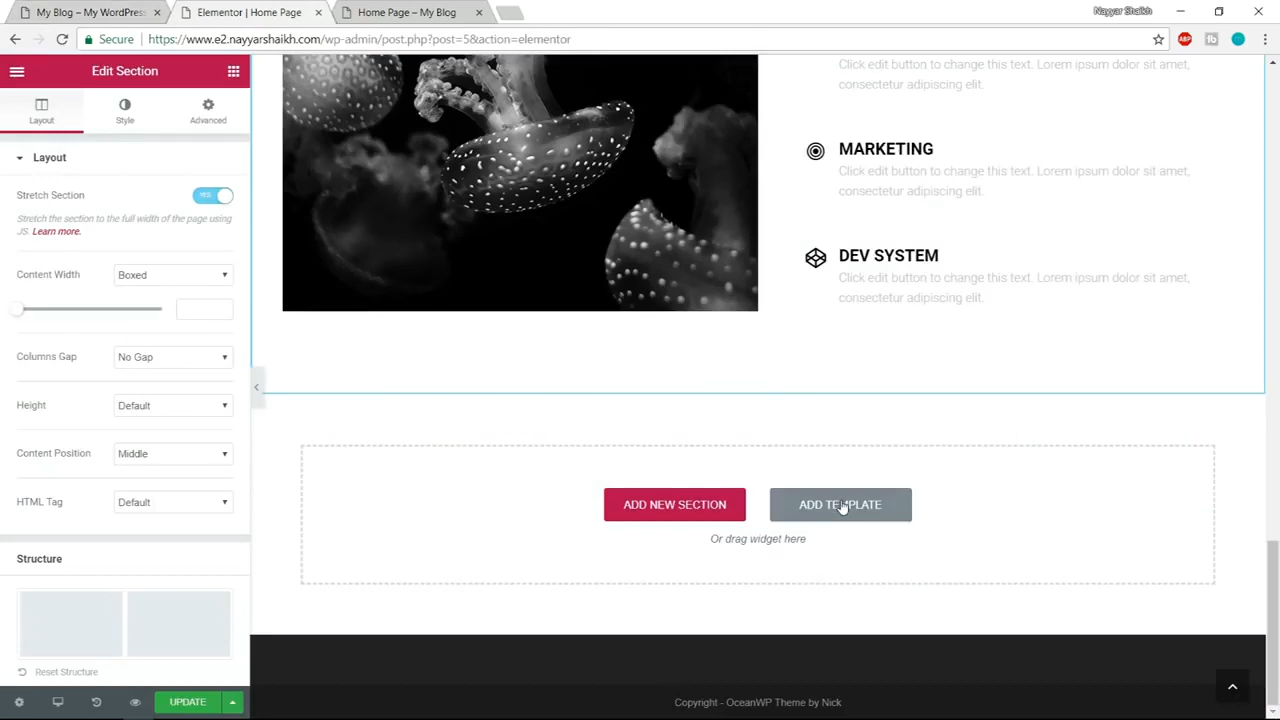 My Blog – My WordPress
Elementor | Home Page
Home Page – My Blog
Nayyar Shaikh
Secure
https://www.e2.nayyarshaikh.com/wp-admin/post.php?post=5&action=elementor
ABP
tb
Edit Section
Layout
Style
Advanced
Layout
Stretch Section
YES
Stretch the section to the full width of the page using
JS. Learn more.
Content Width
Boxed
Columns Gap
No Gap
Height
Default
Content Position
Middle
HTML Tag
Default
Structure
Reset Structure
UPDATE
Click edit button to change this text. Lorem ipsum dolor sit amet,
consectetur adipiscing elit.
MARKETING
Click edit button to change this text. Lorem ipsum dolor sit amet,
consectetur adipiscing elit.
DEV SYSTEM
Click edit button to change this text. Lorem ipsum dolor sit amet,
consectetur adipiscing elit.
ADD NEW SECTION
ADD TEMPLATE
Or drag widget here
Copyright - OceanWP Theme by Nick